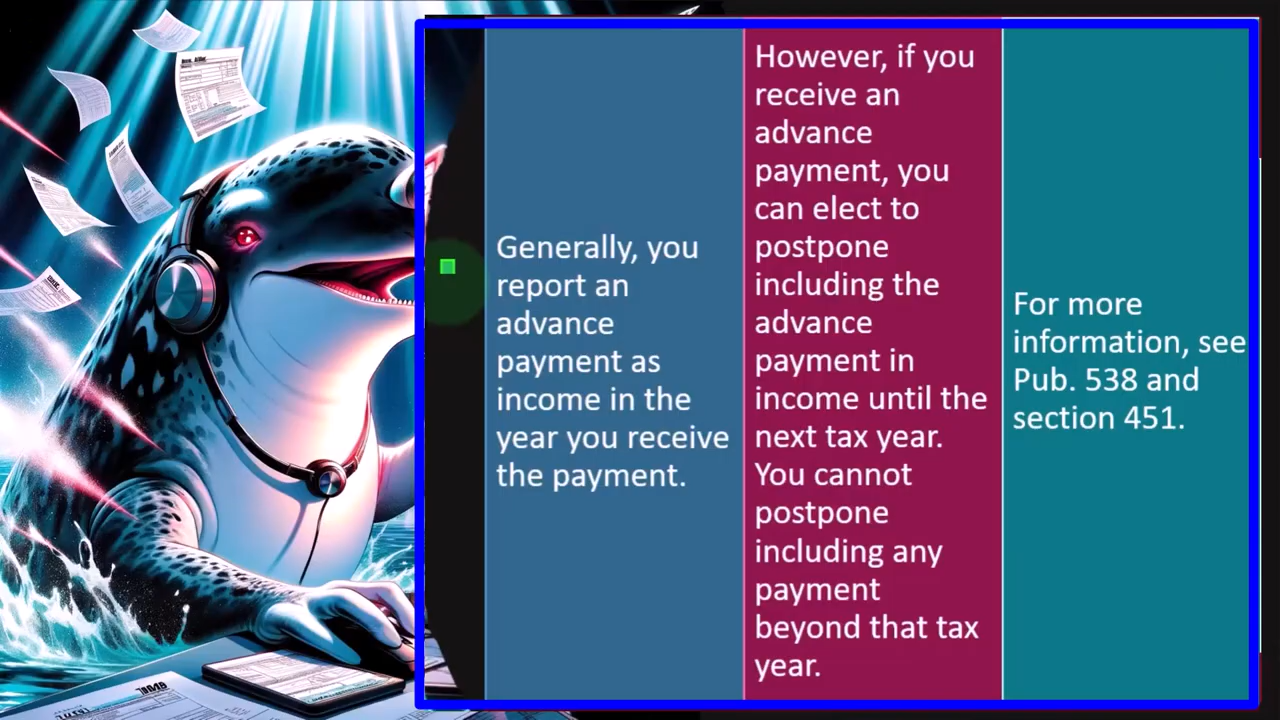 Generally, you
report an
advance
payment as
income in the
year you receive
the payment.
However, if you
receive an
advance
payment, you
can elect to
postpone
including the
advance
payment in
income until the
next tax year.
You cannot
postpone
including any
payment
beyond that tax
year.
For more
information, see
Pub. 538 and
section 451.